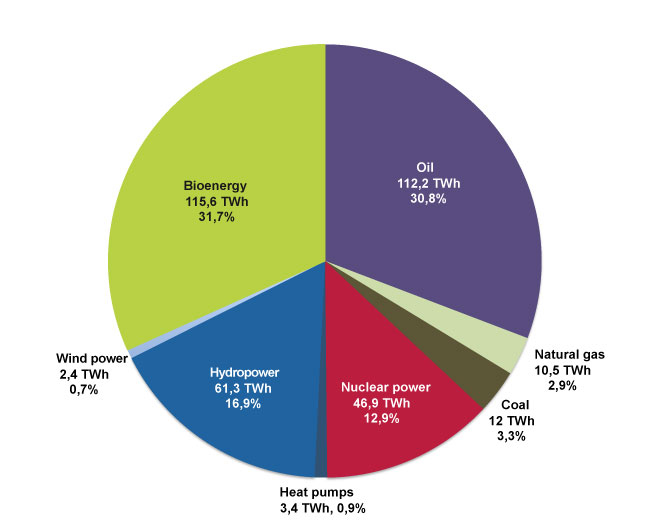 Oil
112,2 TWh
30,8%
Bioenergy
115,6 TWh
31,7%
Natural gas
10,5 TWh
2,9%
Wind power
2,4 TWh
0,7%
Hydropower
61,3 TWh
16,9%
Nuclear power
46,9 TWh
12,9%
Coal
12 TWh
3,3%
Heat pumps
3,4 TWh, 0,9%